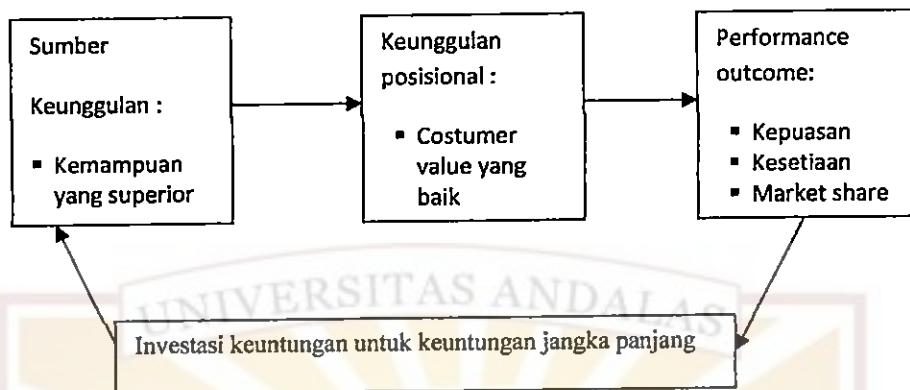 Sumber
Keunggulan :
▪ Kemampuan
yang superior
Keunggulan
posisional :
▪ Costumer
value yang
baik
Performance
outcome:
▪ Kepuasan
▪ Kesetiaan
▪ Market share
UNIVERSITAS ANDALAS
Investasi keuntungan untuk keuntungan jangka panjang